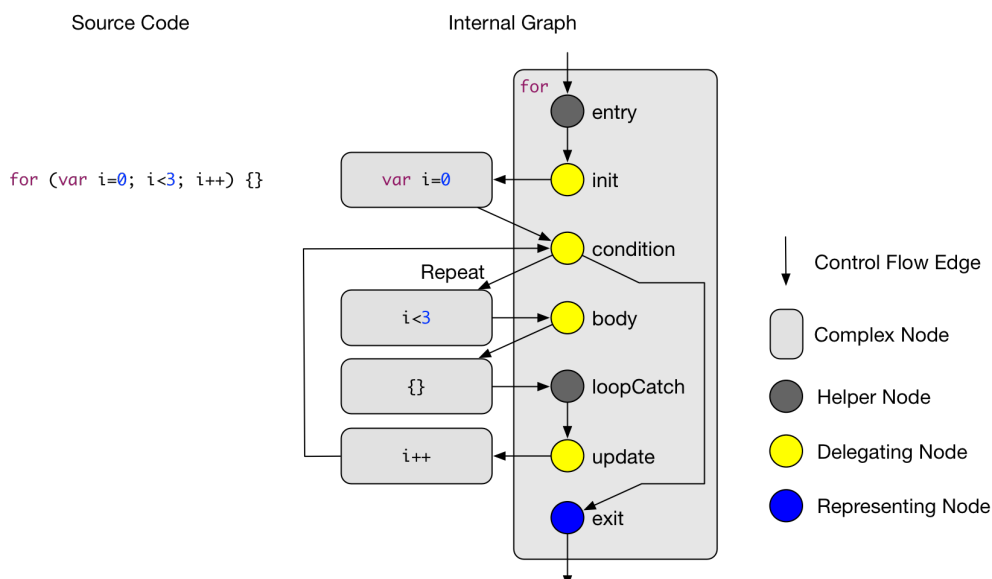 Source Code
Internal Graph
for
entry
for (var i=0; i<3; i++) {}
var i=0
init
condition
Repeat
Control Flow Edge
i<3
body
Complex Node
{}
loopCatch
Helper Node
i++
update
Delegating Node
exit
Representing Node